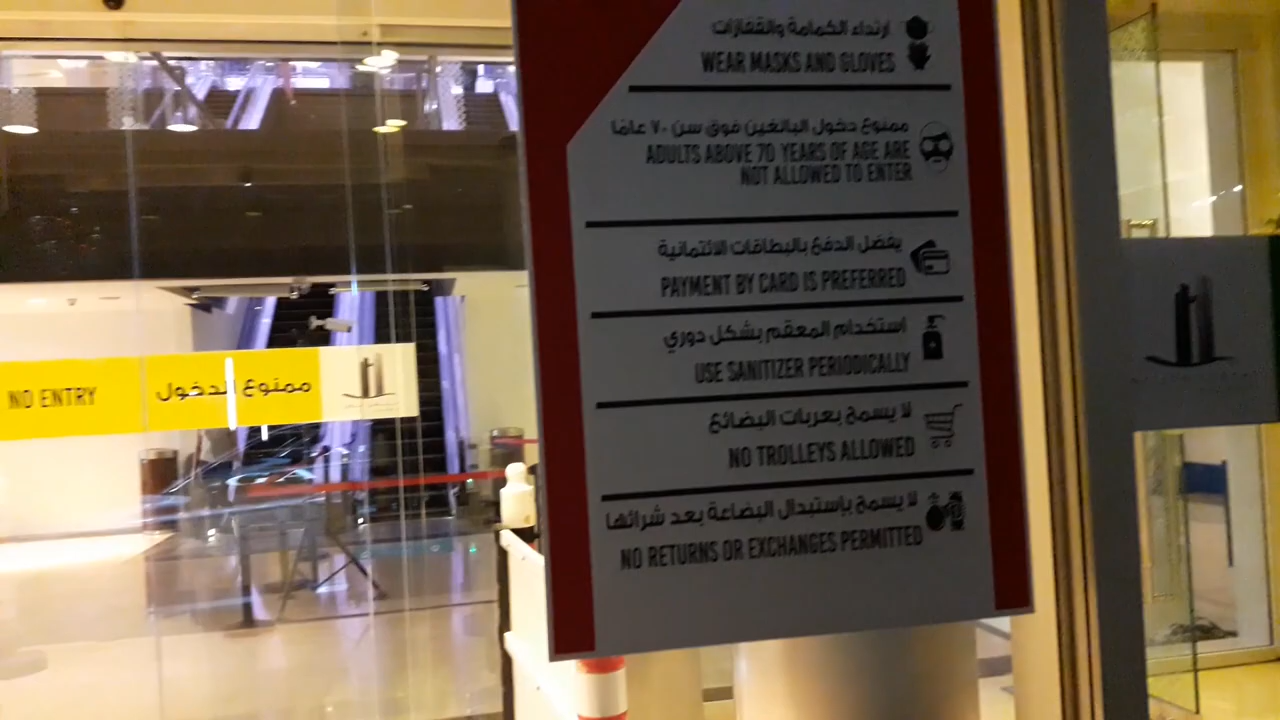 ارتداء الكمامة والقفازات
WEAR MASKS AND GLOVES
ممنوع دخول البالغين فوق سن ٧٠ عامًا
ADULTS ABOVE 70 YEARS OF AGE ARE
NOT ALLOWED TO ENTER
يفضل الدفع بالبطاقات الائتمانية
PAYMENT BY CARD IS PREFERRED
استخدام المعقم بشكل دوري
USE SANITIZER PERIODICALLY
لا يسمح بعربات البضائع
NO TROLLEYS ALLOWED
لا يسمح بإستبدال البضاعة بعد شرائها
NO RETURNS OR EXCHANGES PERMITTED
NO ENTRY ممنوع الدخول